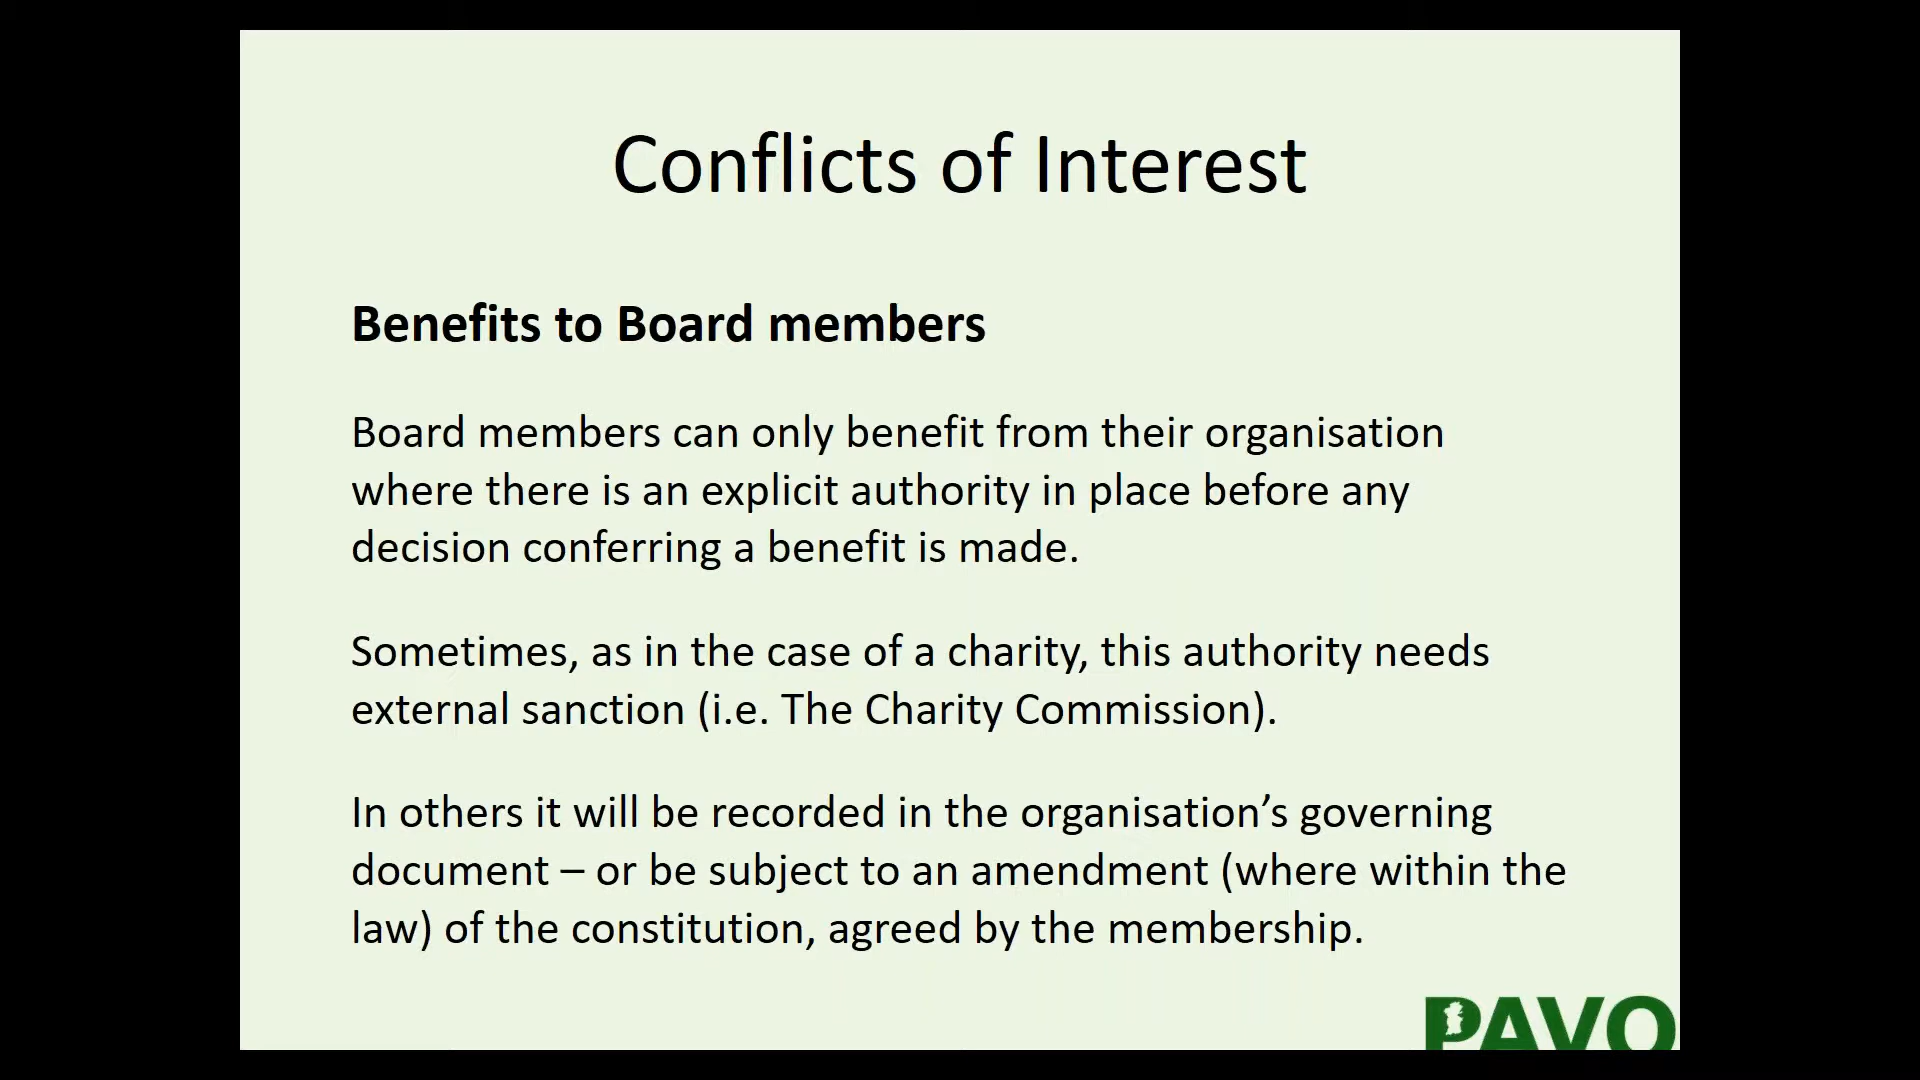 Conflicts of Interest
Benefits to Board members
Board members can only benefit from their organisation
where there is an explicit authority in place before any
decision conferring a benefit is made.
Sometimes, as in the case of a charity, this authority needs
external sanction (i.e. The Charity Commission).
In others it will be recorded in the organisation’s governing
document – or be subject to an amendment (where within the
law) of the constitution, agreed by the membership.
PAVO